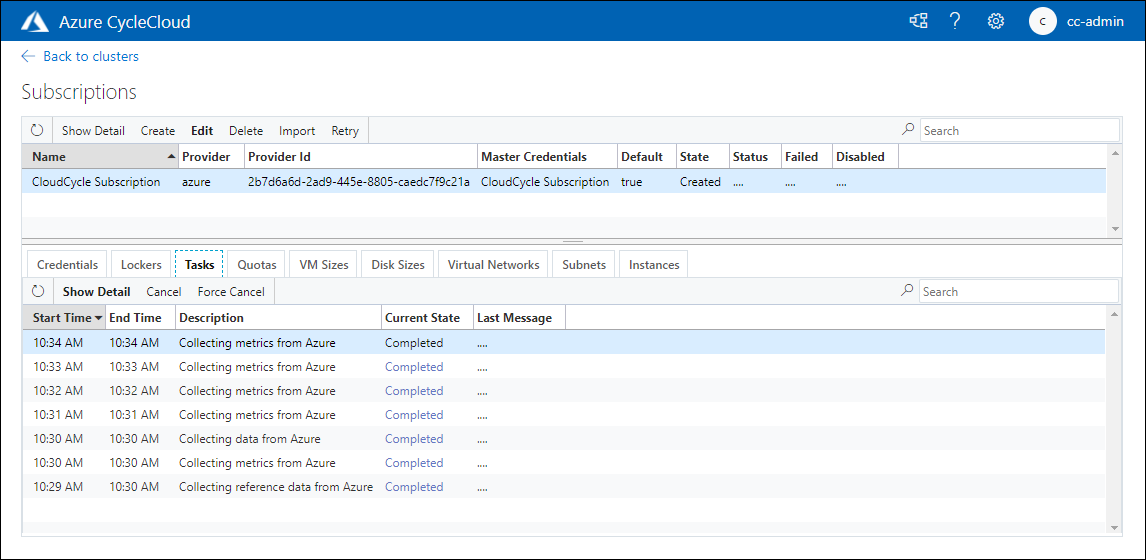 Azure CycleCloud
C cc-admin
Back to clusters
Subscriptions
Show Detail Create Edit Delete Import Retry Search
Name Provider Provider Id Master Credentials Default State Status Failed Disabled
CloudCycle Subscription azure 2b7d6a6d-2ad9-445e-8805-caedc7f9c21a CloudCycle Subscription true Created .... .... ....
Credentials Lockers Tasks Quotas VM Sizes Disk Sizes Virtual Networks Subnets Instances
Show Detail Cancel Force Cancel Search
Start Time End Time Description Current State Last Message
10:34 AM 10:34 AM Collecting metrics from Azure Completed ....
10:33 AM 10:33 AM Collecting metrics from Azure Completed ....
10:32 AM 10:32 AM Collecting metrics from Azure Completed ....
10:31 AM 10:31 AM Collecting metrics from Azure Completed ....
10:30 AM 10:30 AM Collecting data from Azure Completed ....
10:30 AM 10:30 AM Collecting metrics from Azure Completed ....
10:29 AM 10:30 AM Collecting reference data from Azure Completed ....